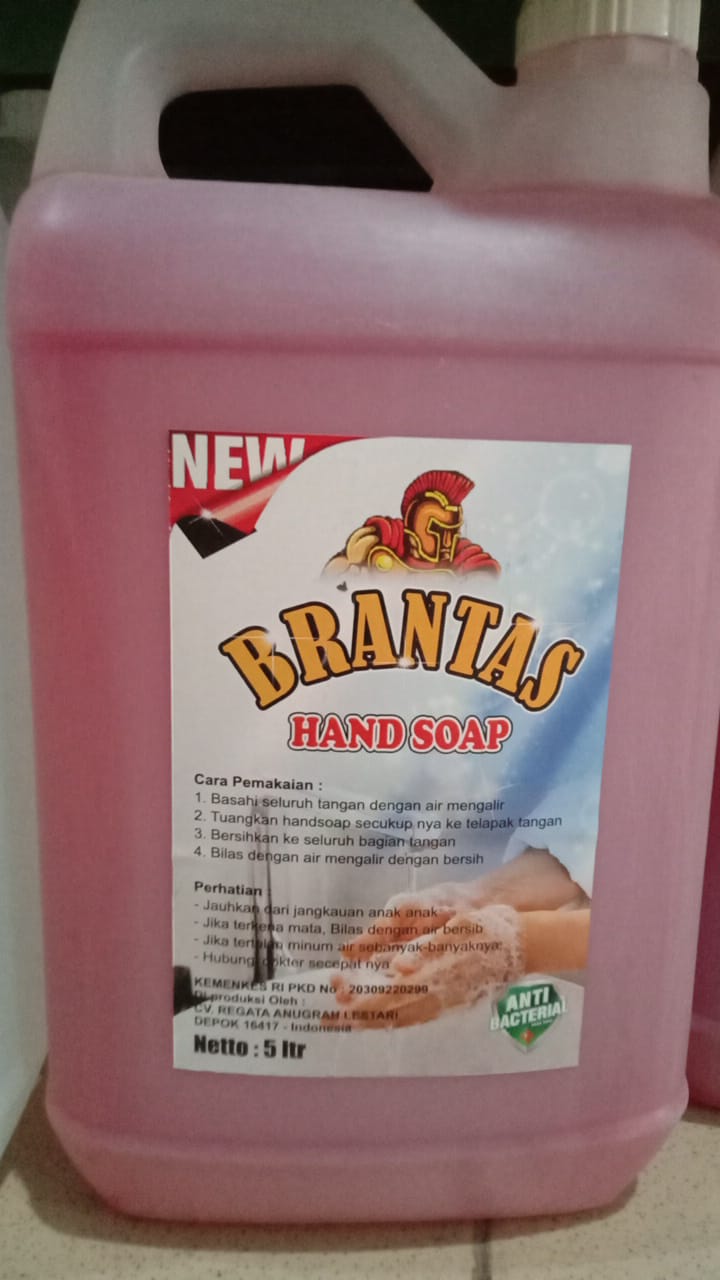 NEW
BRANTAS
HAND SOAP
Cara Pemakaian :
1. Basahi seluruh tangan dengan air mengalir
2. Tuangkan handsoap secukup nya ke telapak tangan
3. Bersihkan ke seluruh bagian tangan
4. Bilas dengan air mengalir dengan bersih
Perhatian :
- Jauhkan dari jangkauan anak anak
- Jika terkena mata, Bilas dengan air bersib
- Jika tertelan minum air sebanyak-banyaknya
- Hubungi dokter secepat nya
KEMENKES RI PKD No : 20309220299
Di produksi Oleh :
CV. REGATA ANUGRAH LESTARI
DEPOK 16417 - Indonesia
Netto : 5 ltr
ANTI
BACTERIAL